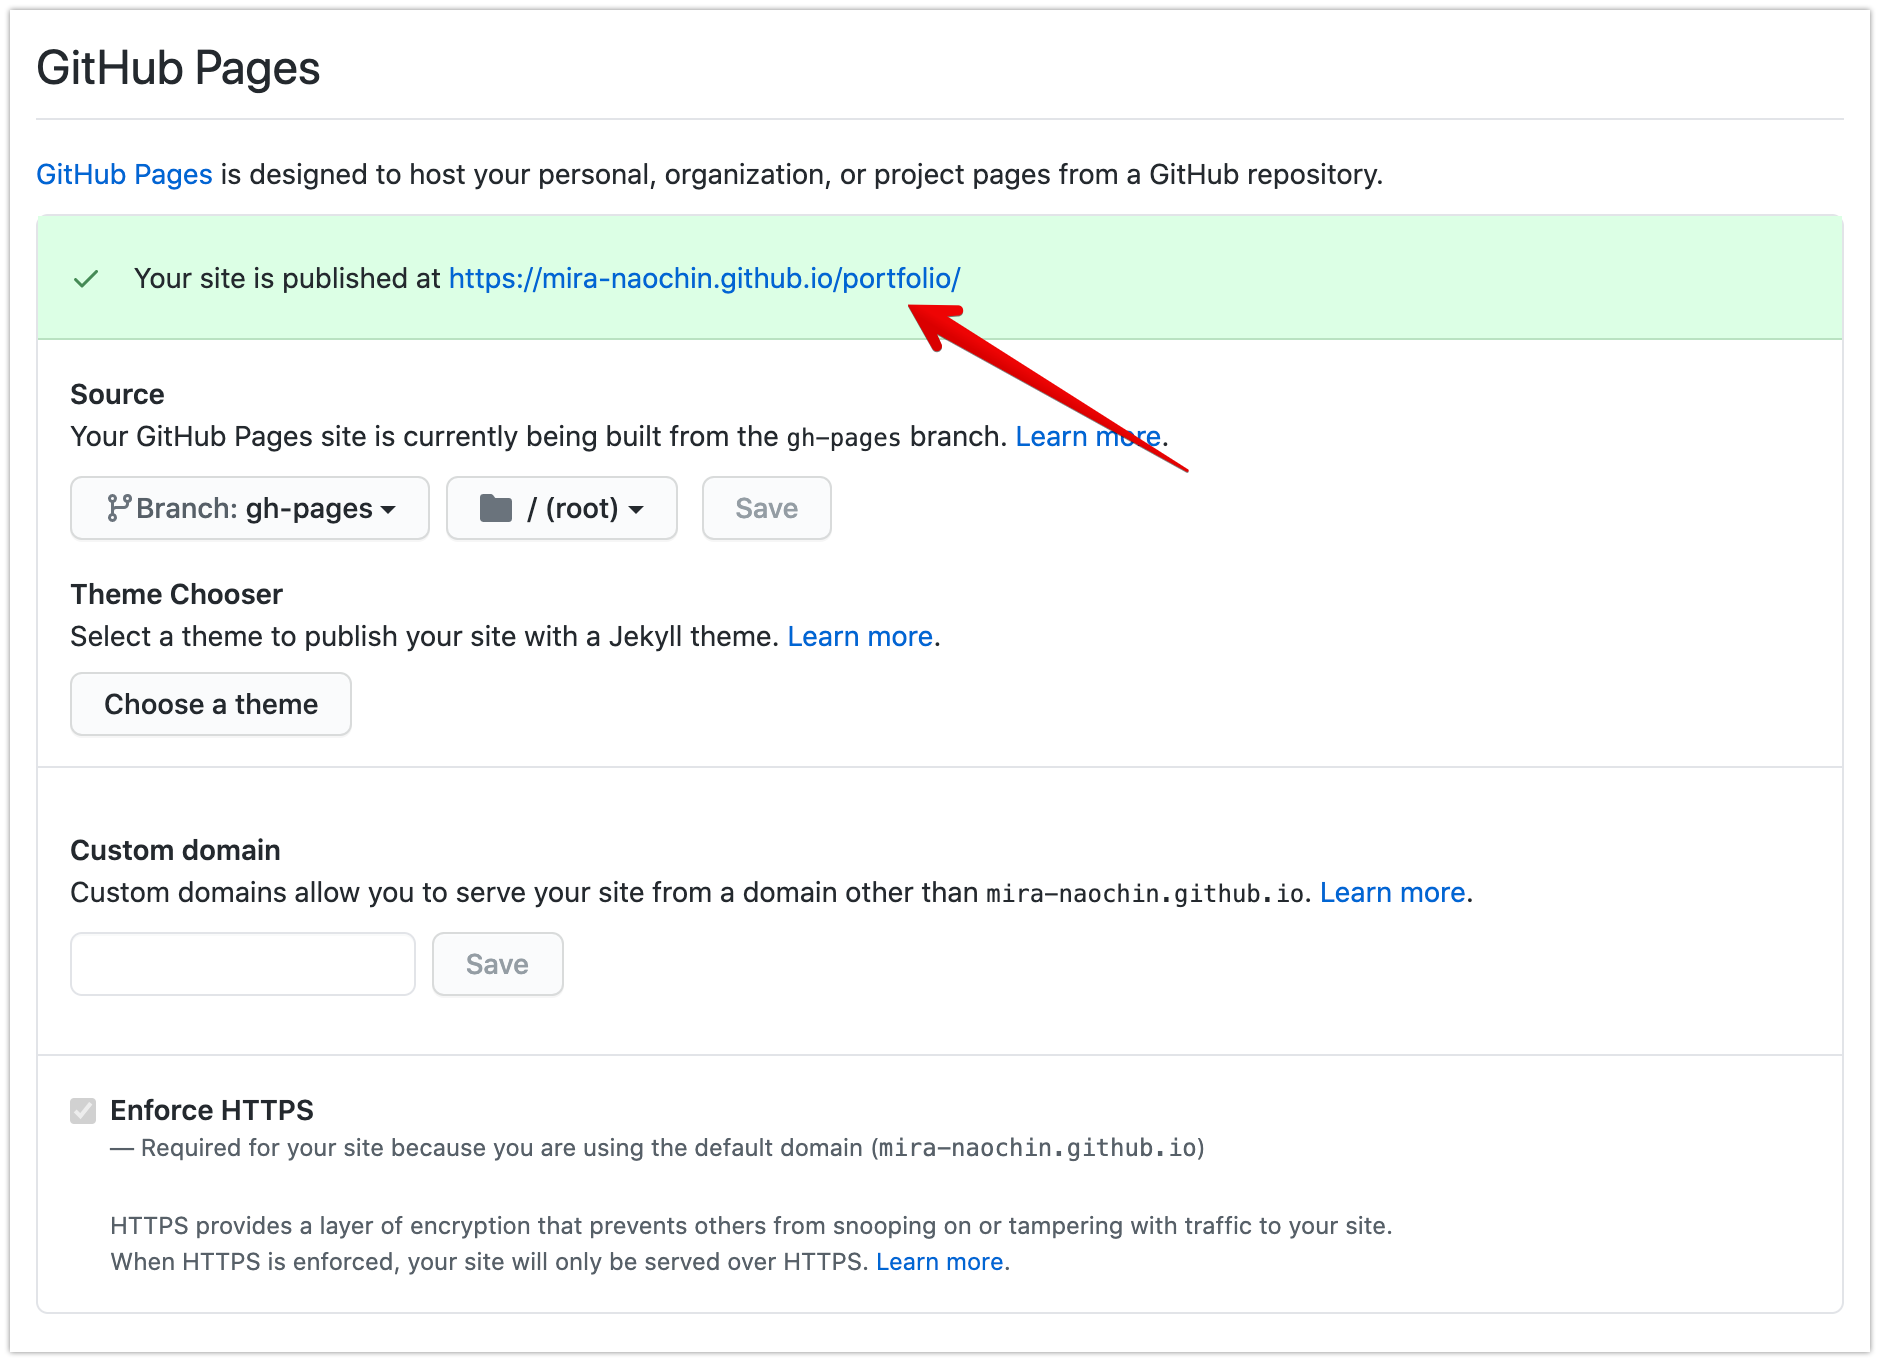 GitHub Pages
GitHub Pages is designed to host your personal, organization, or project pages from a GitHub repository.
Your site is published at https://mira-naochin.github.io/portfolio/
Source
Your GitHub Pages site is currently being built from the gh-pages branch. Learn more.
Branch: gh-pages / (root) Save
Theme Chooser
Select a theme to publish your site with a Jekyll theme. Learn more.
Choose a theme
Custom domain
Custom domains allow you to serve your site from a domain other than mira-naochin.github.io. Learn more.
Save
Enforce HTTPS
— Required for your site because you are using the default domain (mira-naochin.github.io)
HTTPS provides a layer of encryption that prevents others from snooping on or tampering with traffic to your site.
When HTTPS is enforced, your site will only be served over HTTPS. Learn more.